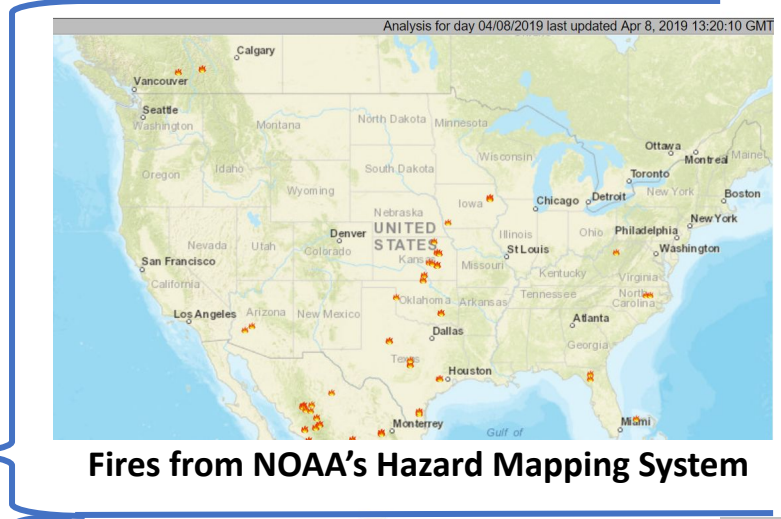 Analysis for day 04/08/2019 last updated Apr 8, 2019 13:20:10 GMT
Calgary
Vancouver
Seattle
Washington
Montana
North Dakota
Minnesota
Ottawa
Montreal
Maine
Oregon
Idaho
South Dakota
Wisconsin
Toronto
Wyoming
Iowa
Chicago
Detroit
New York
Boston
Nebraska
New York
Nevada
Utah
Denver
Colorado
UNITED
STATES
Kansas
Illinois
Ohio
Philadelphia
Washington
San Francisco
St Louis
Missouri
California
Kentucky
Virginia
Los Angeles
Arizona
New Mexico
Oklahoma
Arkansas
Tennessee
North
Carolina
Dallas
Atlanta
Georgia
Texas
Houston
Monterrey
Gulf of
Miami
Fires from NOAA’s Hazard Mapping System